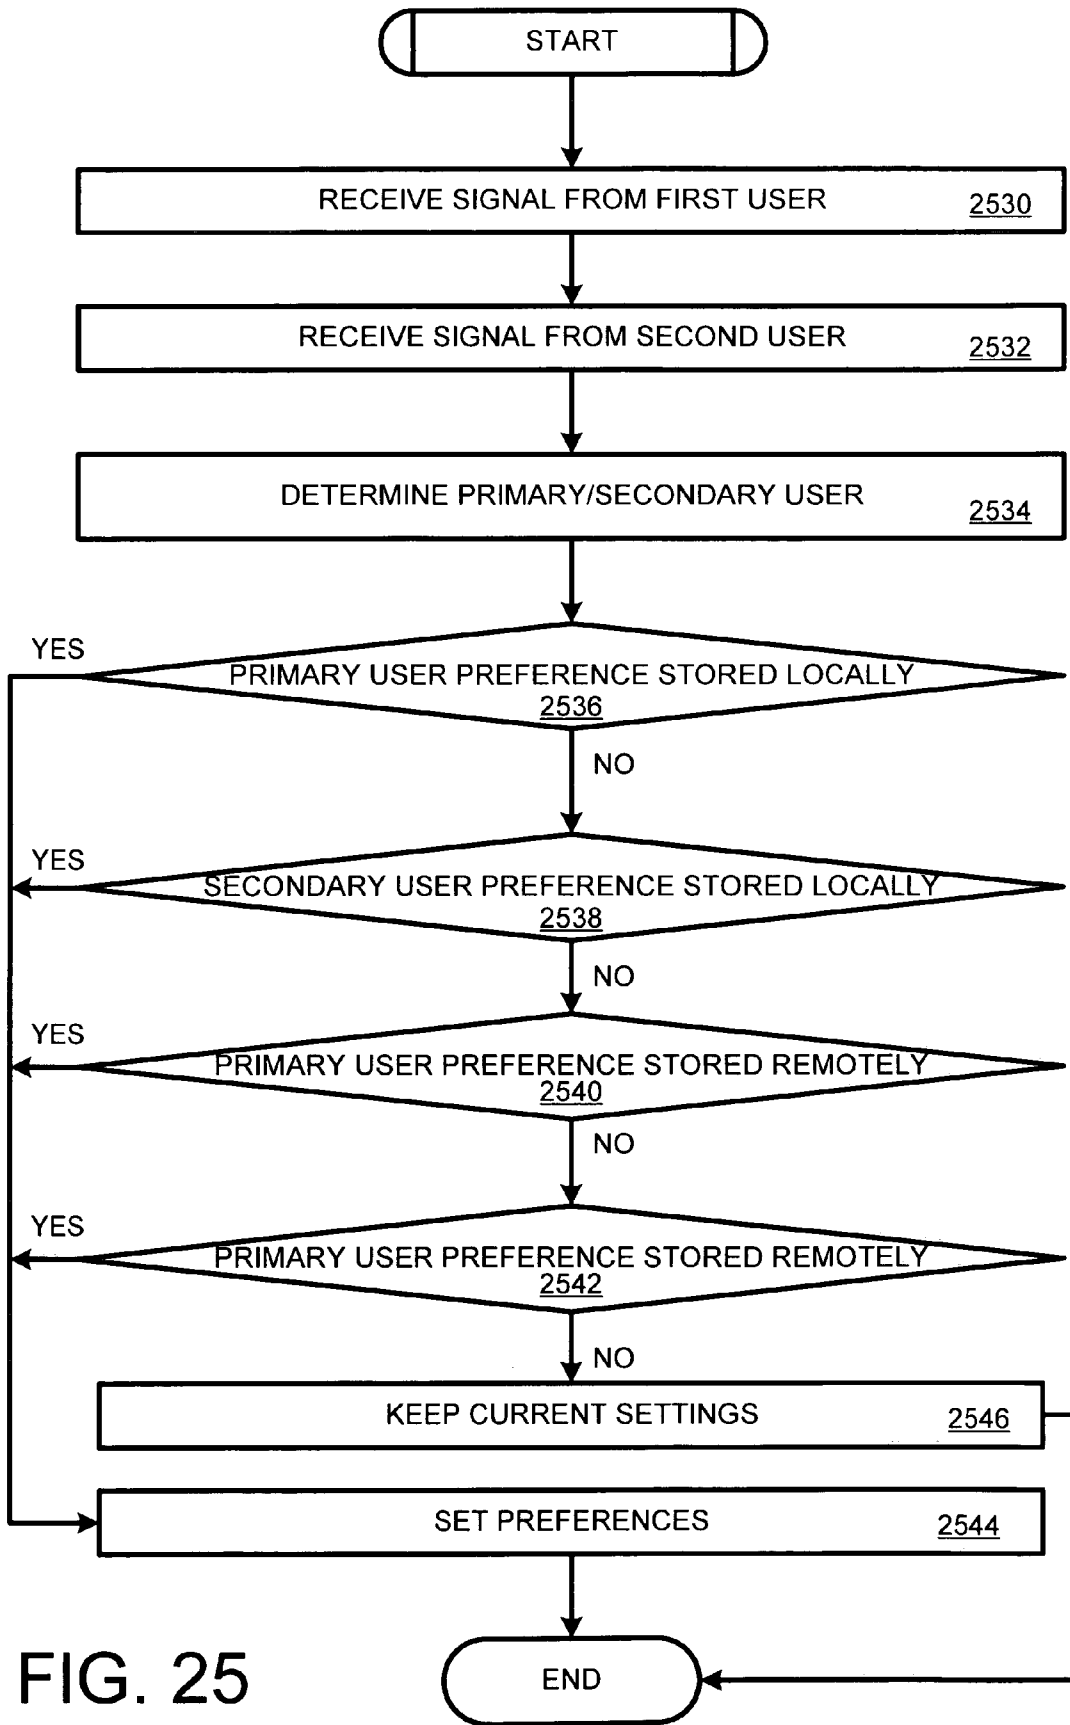 START
RECEIVE SIGNAL FROM FIRST USER 2530
RECEIVE SIGNAL FROM SECOND USER 2532
DETERMINE PRIMARY/SECONDARY USER 2534
YES
PRIMARY USER PREFERENCE STORED LOCALLY
2536
NO
YES
SECONDARY USER PREFERENCE STORED LOCALLY
2538
NO
YES
PRIMARY USER PREFERENCE STORED REMOTELY
2540
NO
YES
PRIMARY USER PREFERENCE STORED REMOTELY
2542
NO
KEEP CURRENT SETTINGS 2546
SET PREFERENCES 2544
END
FIG. 25